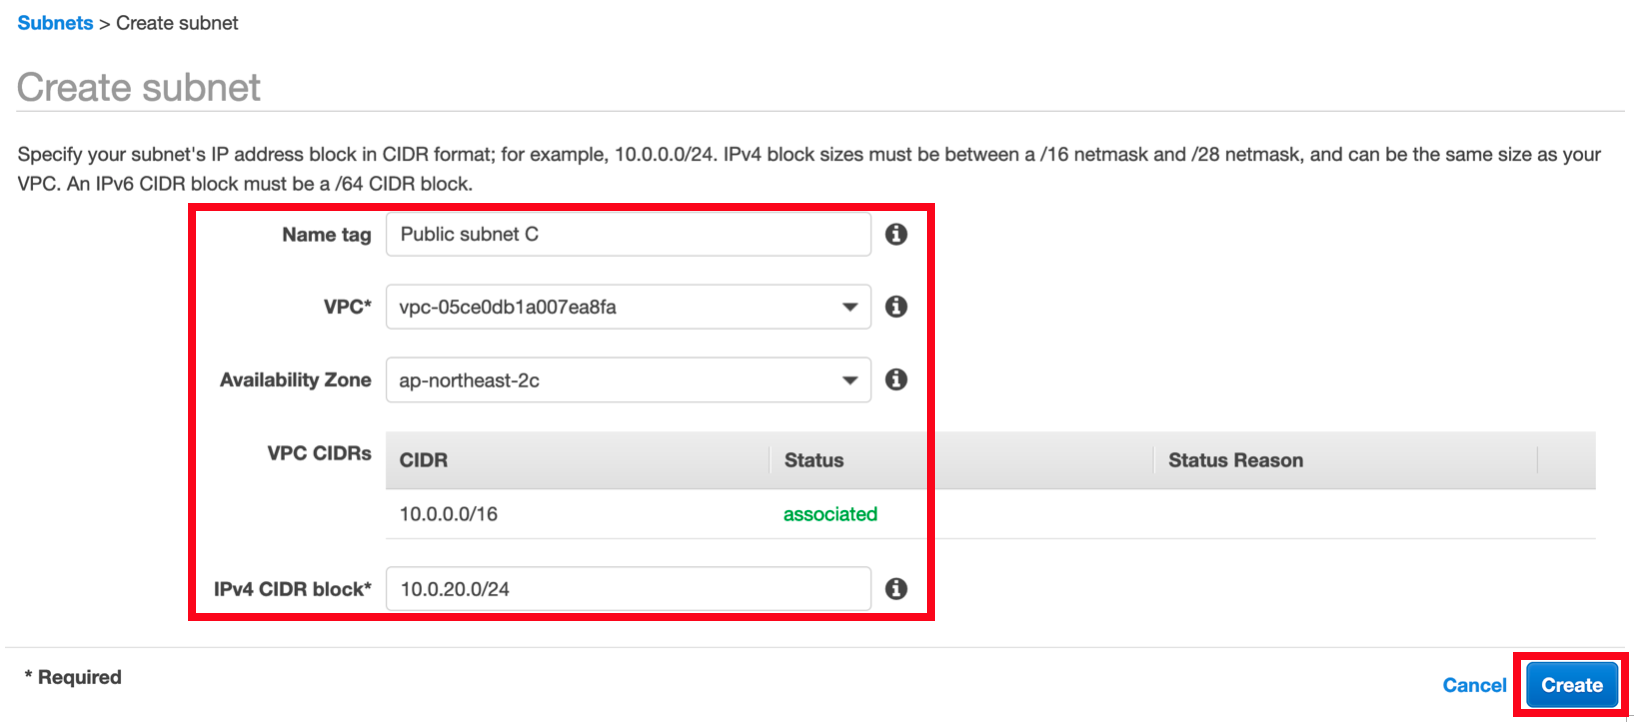 Subnets > Create subnet
Create subnet
Specify your subnet's IP address block in CIDR format; for example, 10.0.0.0/24. IPv4 block sizes must be between a /16 netmask and /28 netmask, and can be the same size as your
VPC. An IPv6 CIDR block must be a /64 CIDR block.
Name tag Public subnet C
VPC* vpc-05ce0db1a007ea8fa
Availability Zone ap-northeast-2c
VPC CIDRs CIDR Status Status Reason
10.0.0.0/16 associated
IPv4 CIDR block* 10.0.20.0/24
* Required
Cancel Create